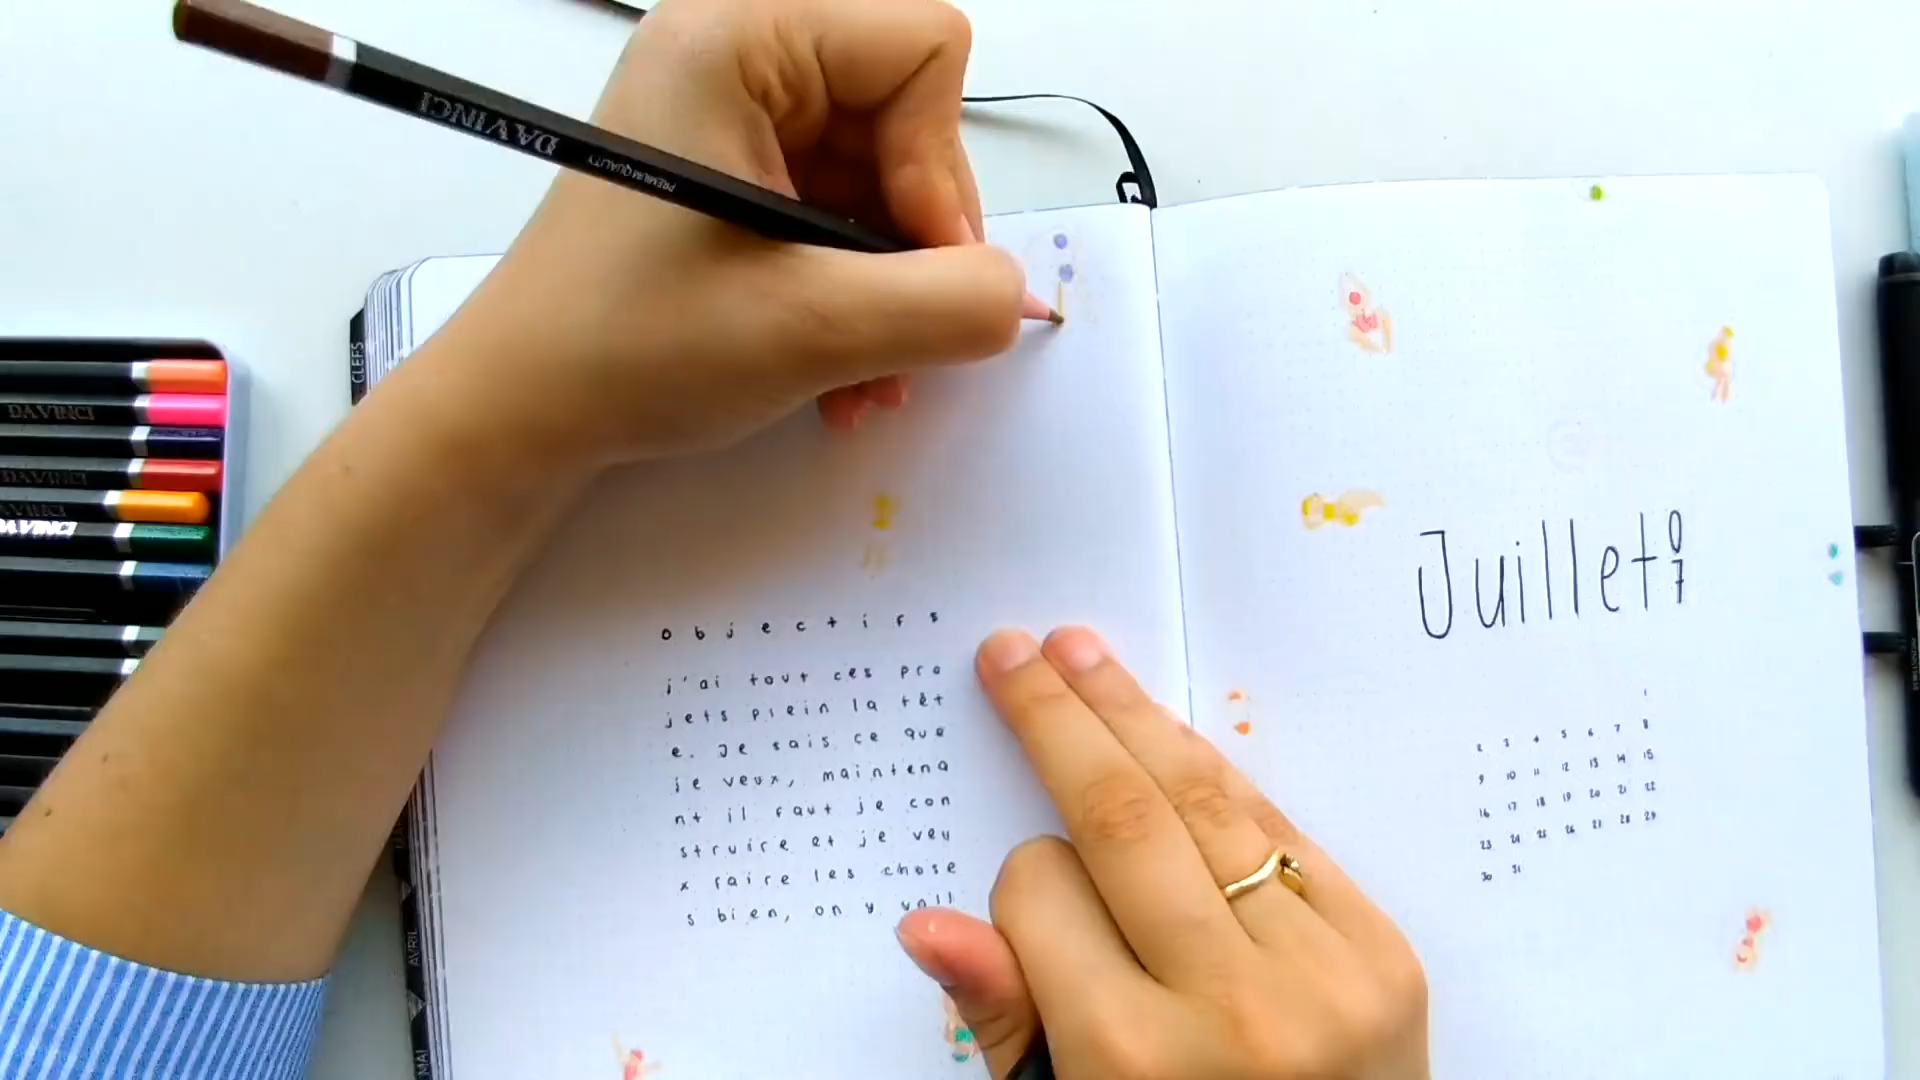 DAVINCI
PREMIUM QUALITY
CLEFS
DAVINCI
DAVINCI
DAVINCI
DAVINCI
AVRIL
MAI
objectifs
j'ai tout ces pro
jets plein la têt
e. Je sais ce que
je veux, maintena
nt il faut je con
struire et je veu
x faire les chose
s bien, on y va!!
Juillet 07
1
2 3 4 5 6 7 8
9 10 11 12 13 14 15
16 17 18 19 20 21 22
23 24 25 26 27 28 29
30 31